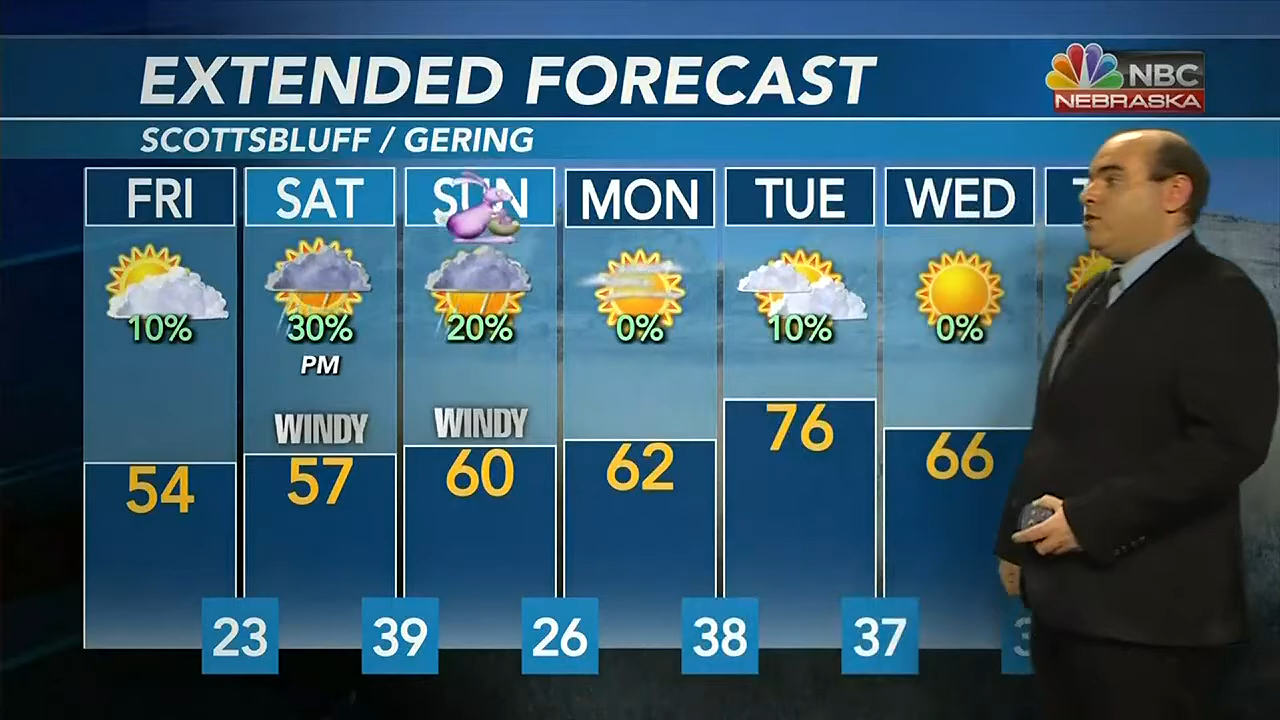 EXTENDED FORECAST
NBC
NEBRASKA
SCOTTSBLUFF / GERING
FRI SAT SUN MON TUE WED
10% 30% 20% 0% 10% 0%
PM
WINDY WINDY
54 57 60 62 76 66
23 39 26 38 37